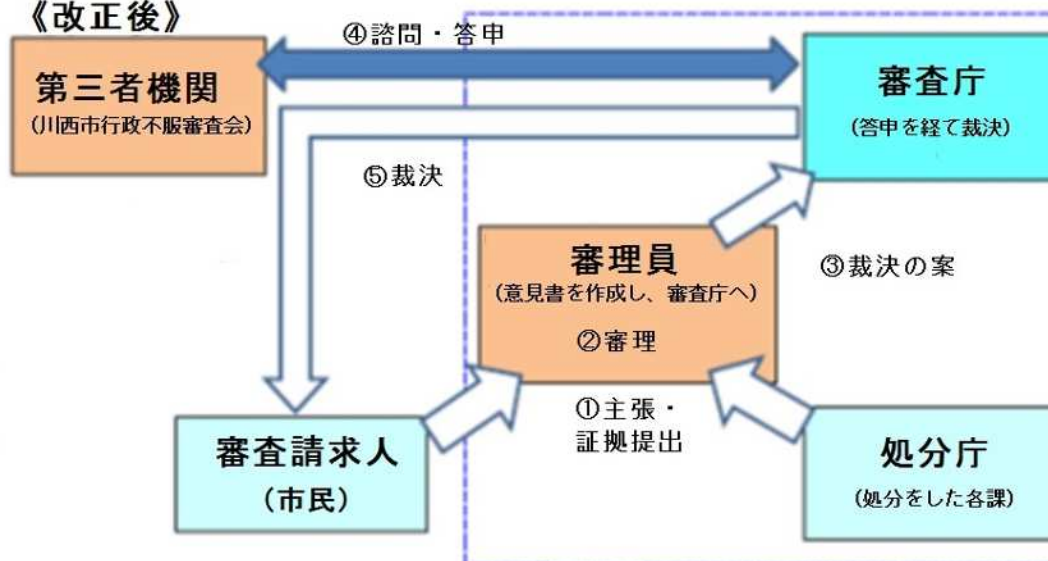 《改正後》
④諮問・答申
第三者機関
(川西市行政不服審査会)
審査庁
(答申を経て裁決)
⑤裁決
審理員
(意見書を作成し、審査庁へ)
②審理
③裁決の案
①主張・
証拠提出
審査請求人
(市民)
処分庁
(処分をした各課)